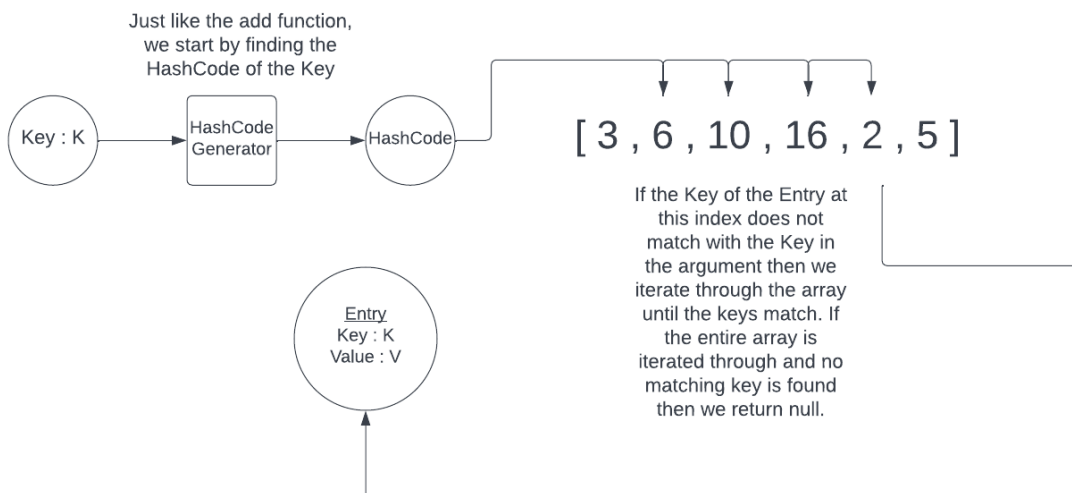 Just like the add function,
we start by finding the
HashCode of the Key
Key : K
HashCode
Generator
HashCode
[ 3 , 6 , 10 , 16 , 2 , 5 ]
If the Key of the Entry at
this index does not
match with the Key in
the argument then we
iterate through the array
until the keys match. If
the entire array is
iterated through and no
matching key is found
then we return null.
Entry
Key : K
Value : V